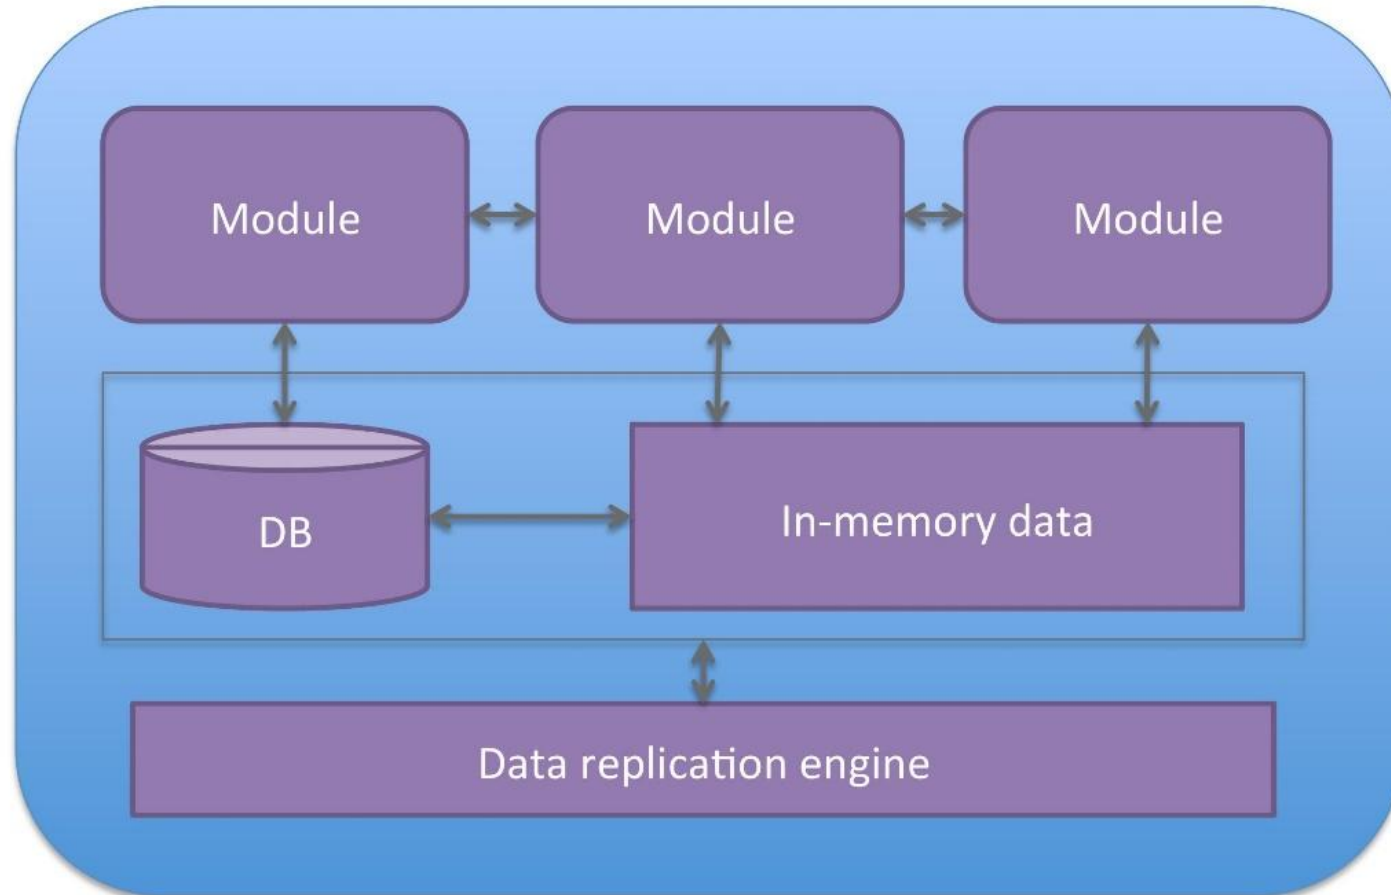 Module
Module
Module
DB
In-memory data
Data replication engine